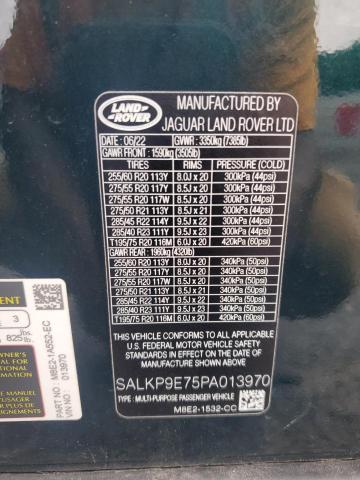 LAND
ROVER
MANUFACTURED BY
JAGUAR LAND ROVER LTD
DATE : 06/22 GVWR: 3350kg (7385lb)
GAWR FRONT: 1590kg (3505lb)
TIRES RIMS PRESSURE (COLD)
255/60 R20 113Y 8.0J x 20 300kPa (44psi)
275/55 R20 117Y 8.5J x 20 300kPa (44psi)
275/55 R20 117W 8.5J x 20 300kPa (44psi)
275/50 R21 113Y 8.5J x 21 300kPa (44psi)
285/45 R22 114Y 9.5J x 22 300kPa (44psi)
285/40 R23 111Y 9.5J x 23 300kPa (44psi)
T195/75 R20 116M 6.0J x 20 420kPa (60psi)
GAWR REAR: 1960kg (4320lb)
255/60 R20 113Y 8.0J x 20 340kPa (50psi)
275/55 R20 117Y 8.5J x 20 340kPa (50psi)
275/55 R20 117W 8.5J x 20 340kPa (50psi)
275/50 R21 113Y 8.5J x 21 340kPa (50psi)
285/45 R22 114Y 9.5J x 22 340kPa (50psi)
285/40 R23 111Y 9.5J x 23 340kPa (50psi)
T195/75 R20 116M 6.0J x 20 420kPa (60psi)
THIS VEHICLE CONFORMS TO ALL APPLICABLE
U.S. FEDERAL MOTOR VEHICLE SAFETY
AND THEFT PREVENTION STANDARDS
IN EFFECT ON THE DATE OF
MANUFACTURE SHOWN ABOVE.
SALKP9E75PA013970
TYPE: MULTI-PURPOSE PASSENGER VEHICLE
M8E2-1532-CC
3
825 lbs.
OWNER'S
MANUAL
PART NO M8E2-1A552-EC
VIN NO 013970